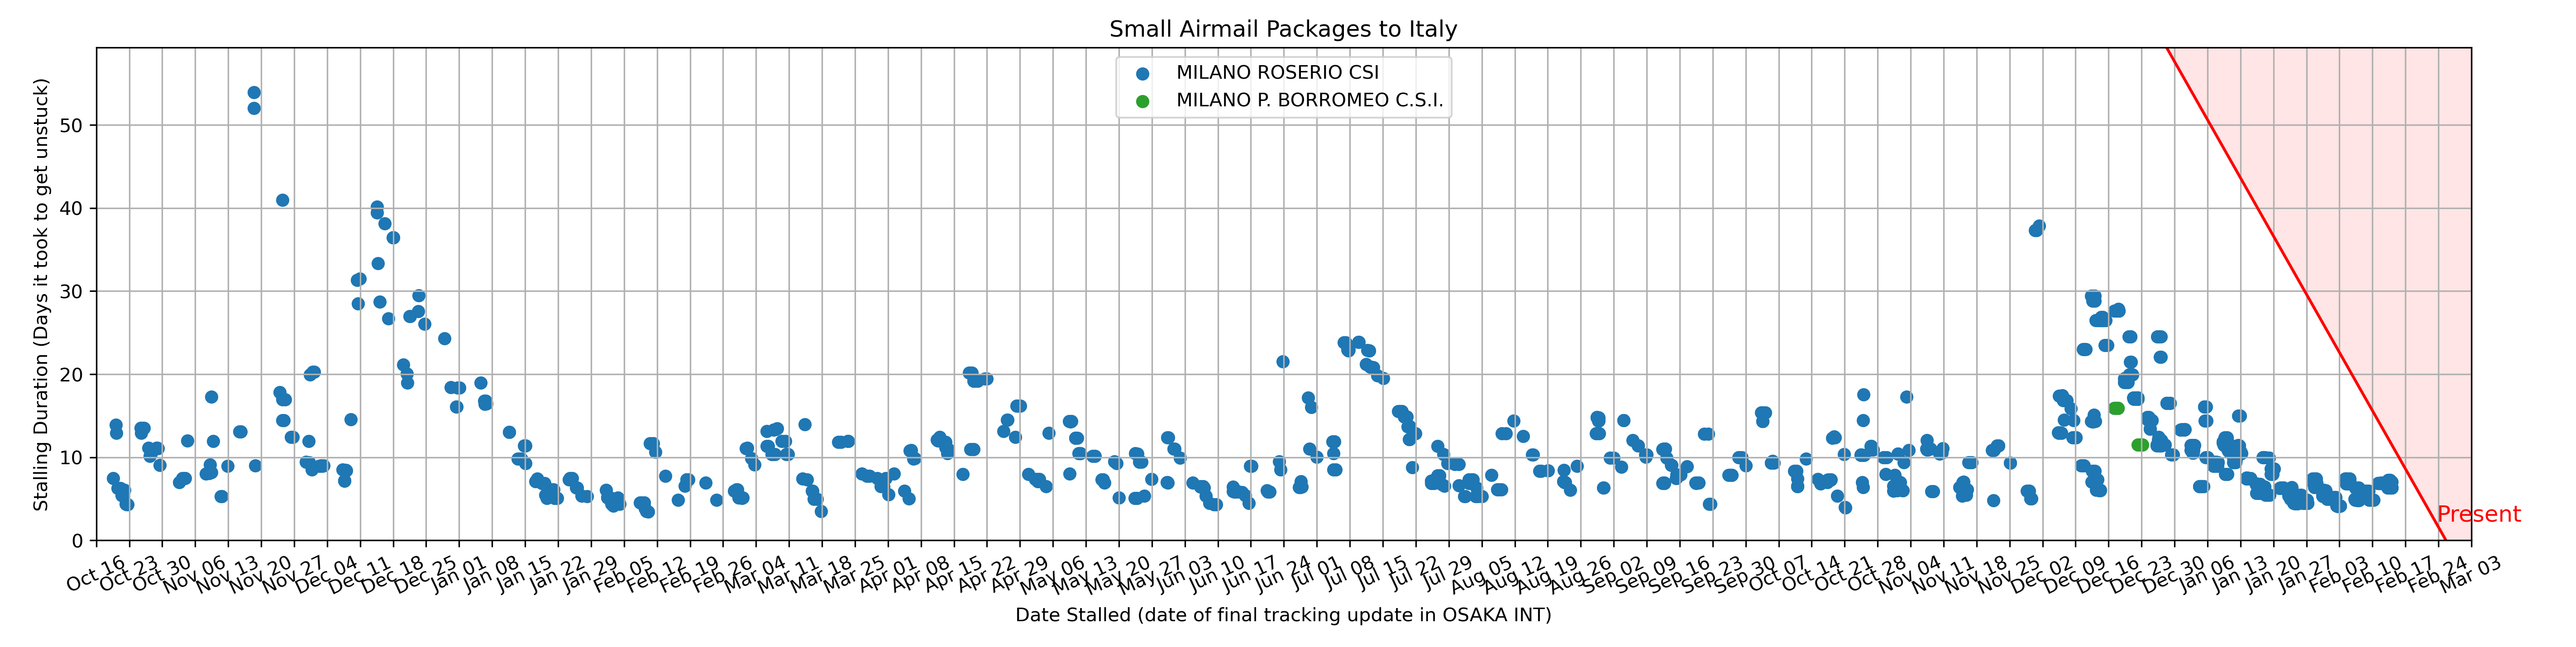 Small Airmail Packages to Italy
MILANO ROSERIO CSI
MILANO P. BORROMEO C.S.I.
Stalling Duration (Days it took to get unstuck)
50
40
30
20
10
0
Present
Oct 16 Oct 23 Oct 30 Nov 06 Nov 13 Nov 20 Nov 27 Dec 04 Dec 11 Dec 18 Dec 25 Jan 01 Jan 08 Jan 15 Jan 22 Jan 29 Feb 05 Feb 12 Feb 19 Feb 26 Mar 04 Mar 11 Mar 18 Mar 25 Apr 01 Apr 08 Apr 15 Apr 22 Apr 29 May 06 May 13 May 20 May 27 Jun 03 Jun 10 Jun 17 Jun 24 Jul 01 Jul 08 Jul 15 Jul 22 Jul 29 Aug 05 Aug 12 Aug 19 Aug 26 Sep 02 Sep 09 Sep 16 Sep 23 Sep 30 Oct 07 Oct 14 Oct 21 Oct 28 Nov 04 Nov 11 Nov 18 Nov 25 Dec 02 Dec 09 Dec 16 Dec 23 Dec 30 Jan 06 Jan 13 Jan 20 Jan 27 Feb 03 Feb 10 Feb 17 Feb 24 Mar 03
Date Stalled (date of final tracking update in OSAKA INT)